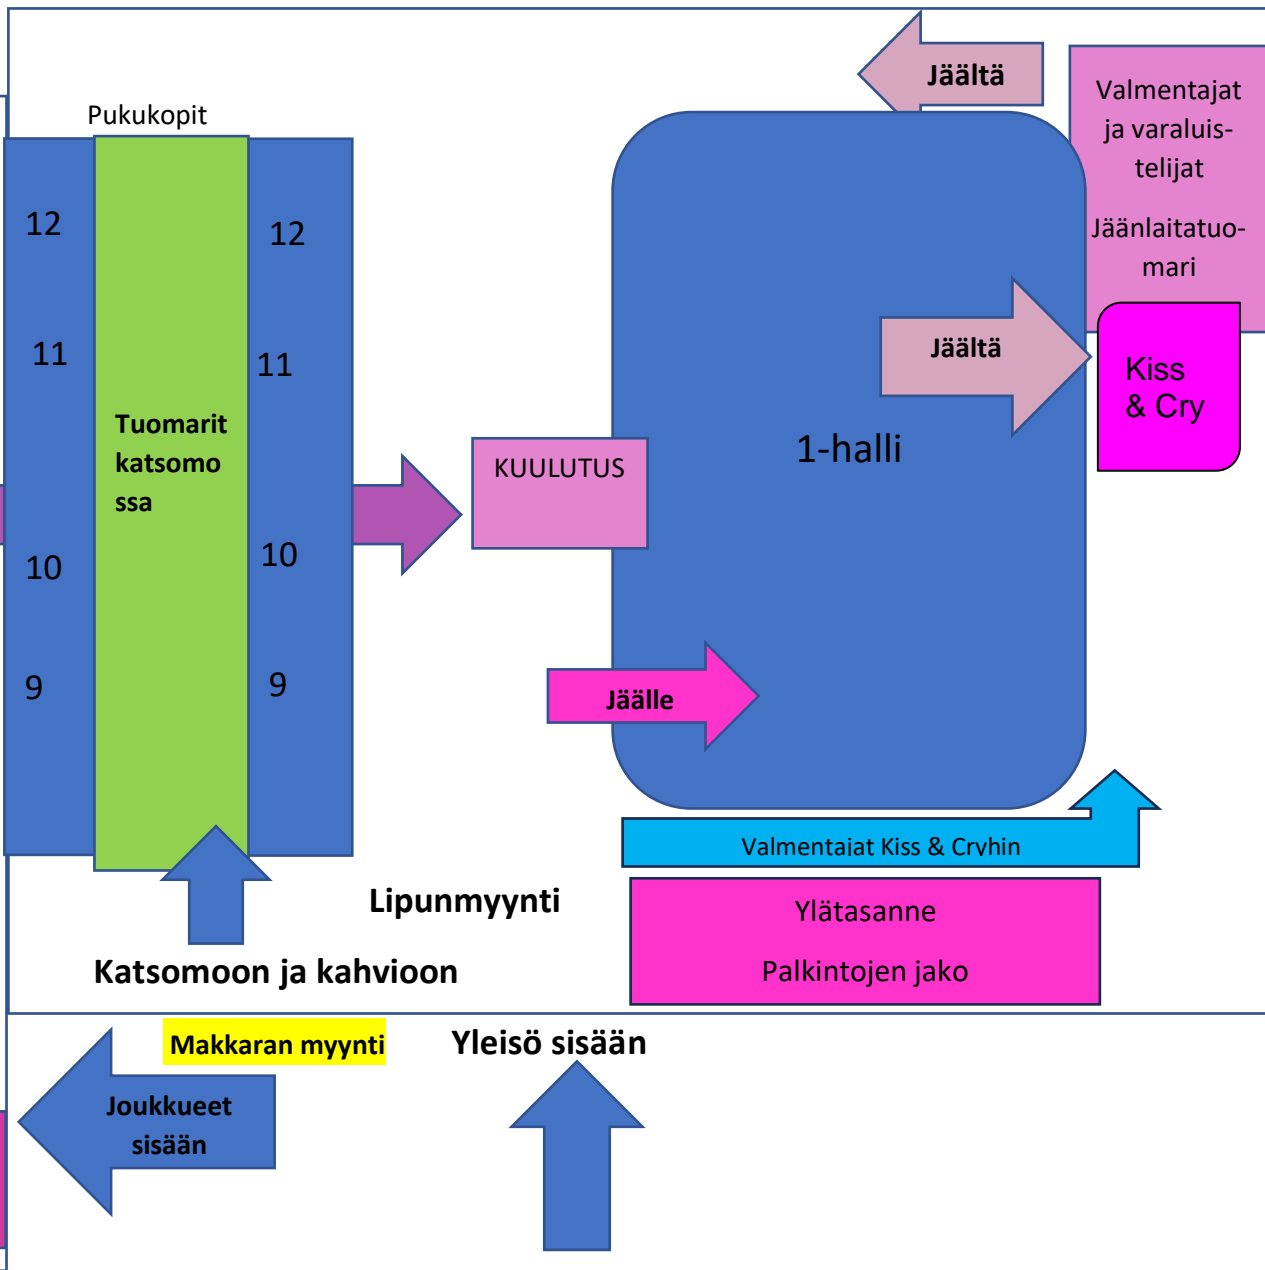 Pukukopit
12
11
10
9
Tuomarit
katsomo
ssa
12
11
10
9
KUULUTUS
Jäältä
Valmentajat
ja varaluis-
telijat
Jäänlaitatuo-
mari
Jäältä
Kiss
& Cry
1-halli
Jäälle
Valmentajat Kiss & Cryhin
Ylätasanne
Palkintojen jako
Lipunmyynti
Katsomoon ja kahvioon
Makkaran myynti
Yleisö sisään
Joukkueet
sisään